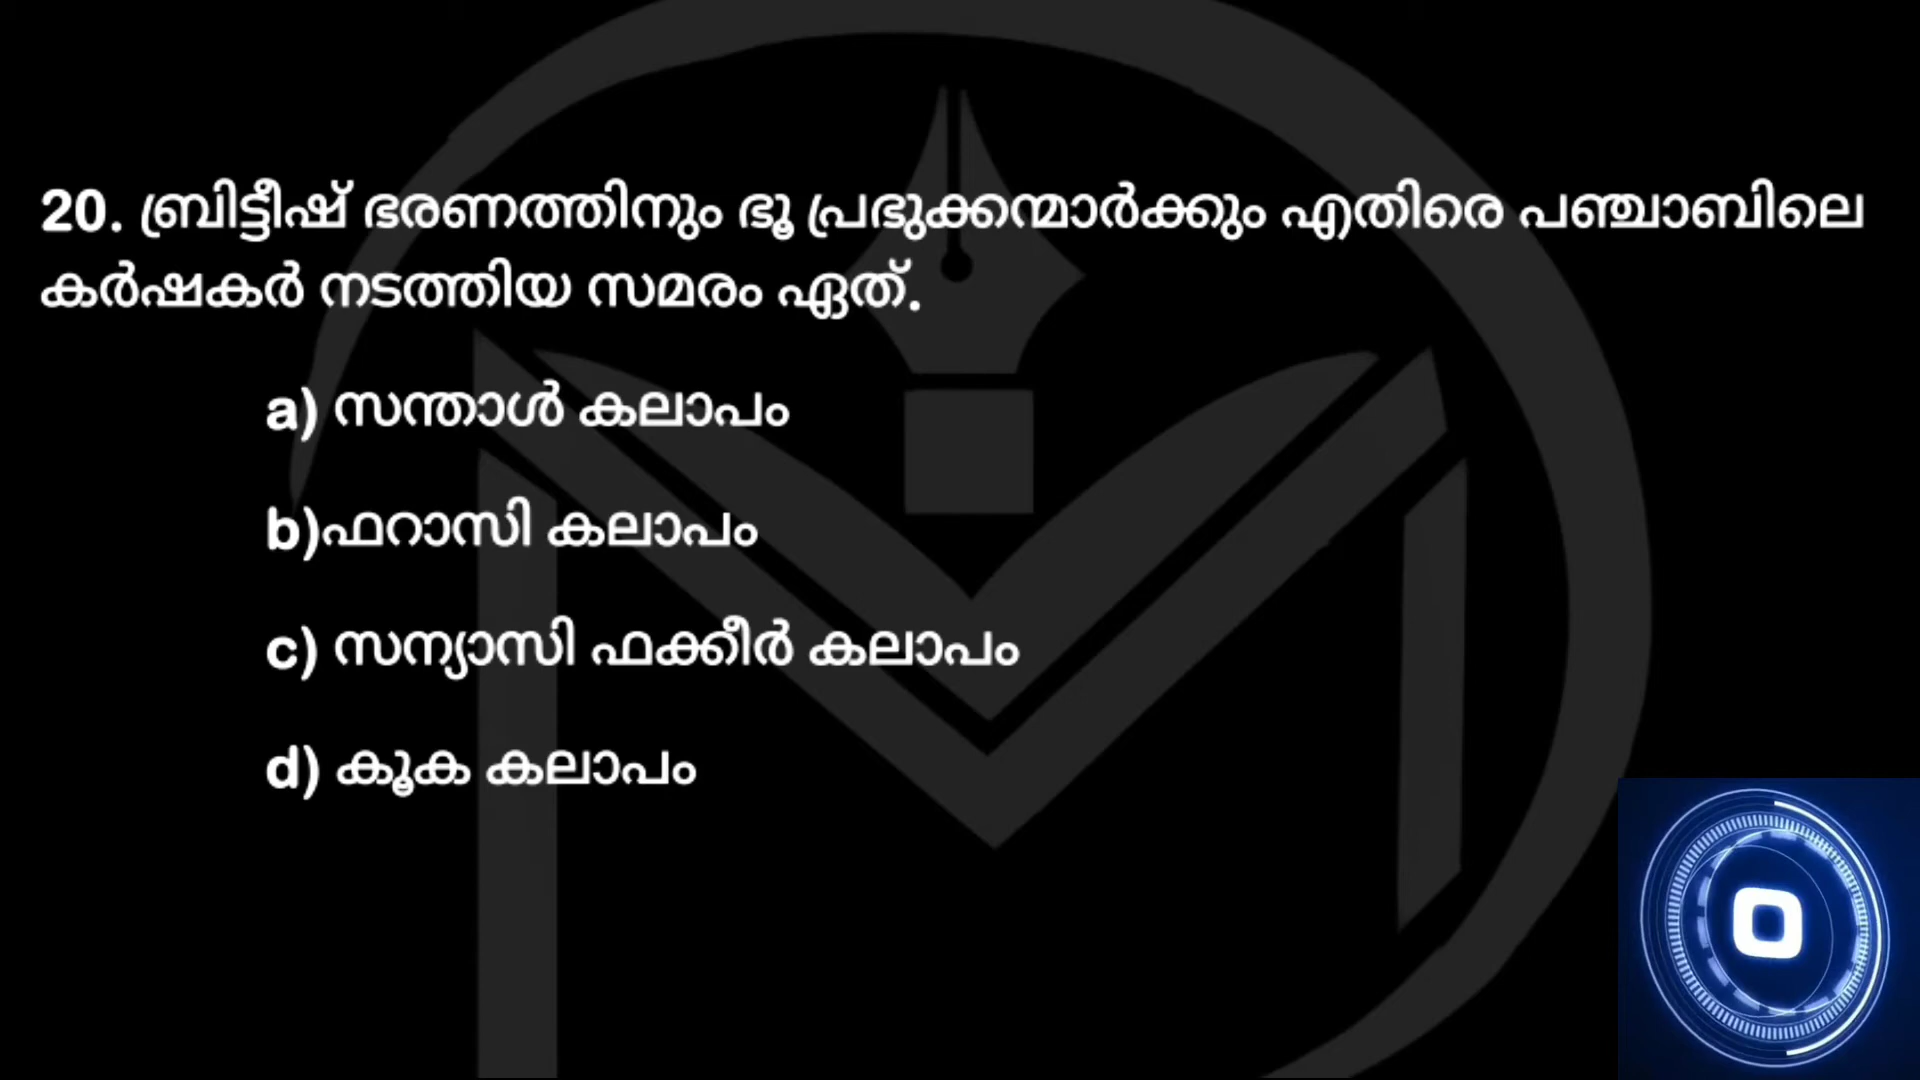 20. ബ്രിട്ടീഷ് ഭരണത്തിനും ഭൂ പ്രഭുക്കന്മാർക്കും എതിരെ പഞ്ചാബിലെ
കർഷകർ നടത്തിയ സമരം ഏത്.
a) സന്താൾ കലാപം
b)ഫറാസി കലാപം
c) സന്യാസി ഫക്കീർ കലാപം
d) കൂക കലാപം
0